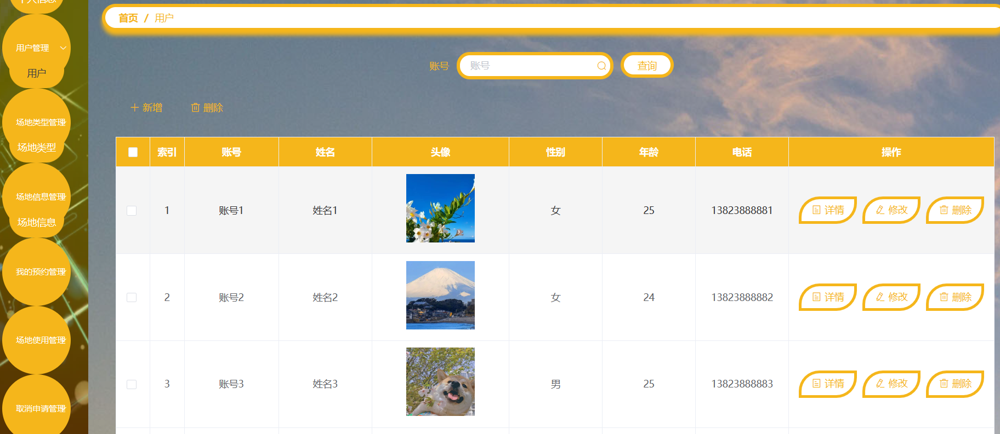 个人信息
用户管理
用户
场地类型管理
场地类型
场地信息管理
场地信息
我的预约管理
场地使用管理
取消申请管理
首页 / 用户
账号 账号 查询
新增 删除
索引 账号 姓名 头像 性别 年龄 电话 操作
1 账号1 姓名1 女 25 13823888881 详情 修改 删除
2 账号2 姓名2 女 24 13823888882 详情 修改 删除
3 账号3 姓名3 男 25 13823888883 详情 修改 删除